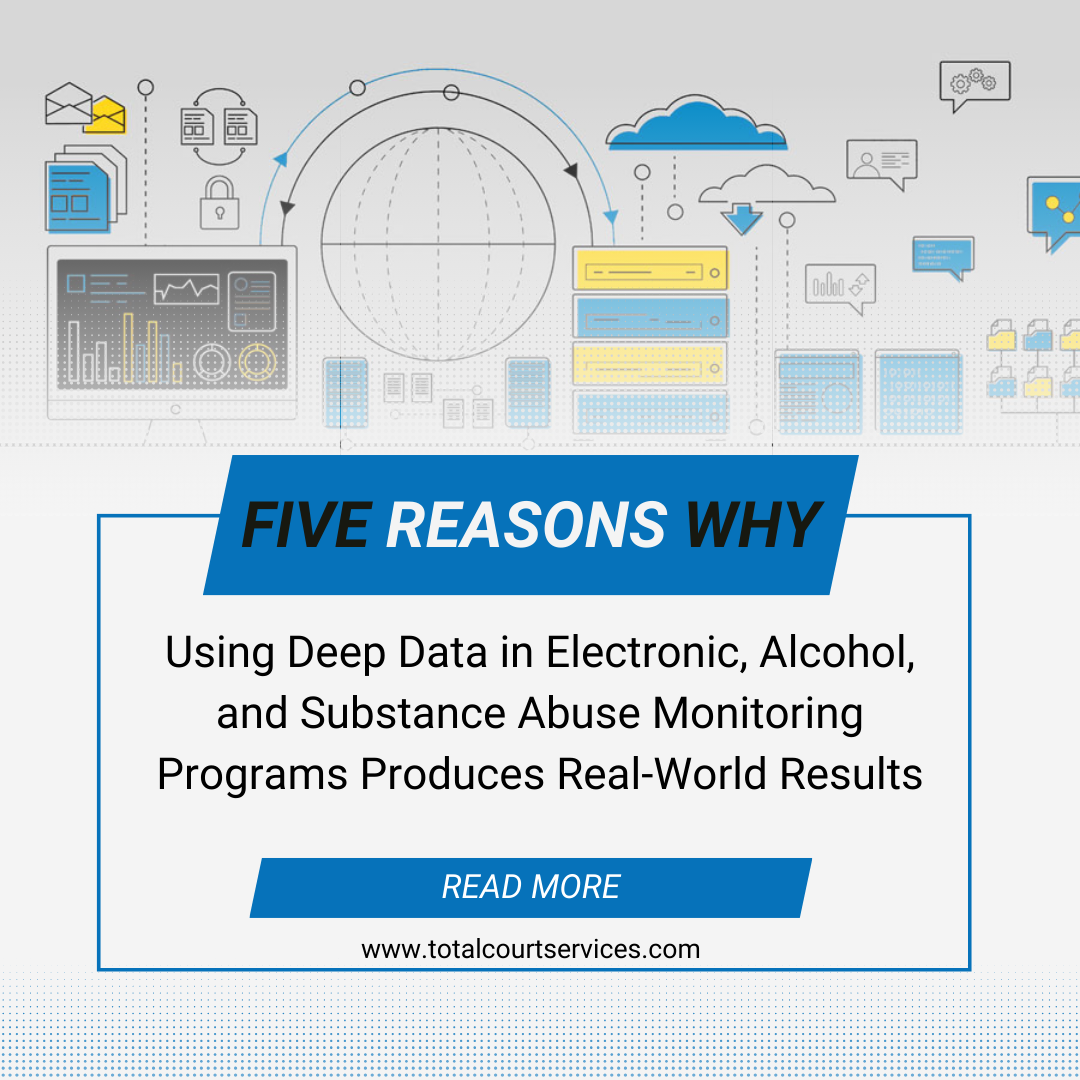 FIVE REASONS WHY
Using Deep Data in Electronic, Alcohol,
and Substance Abuse Monitoring
Programs Produces Real-World Results
READ MORE
www.totalcourtservices.com